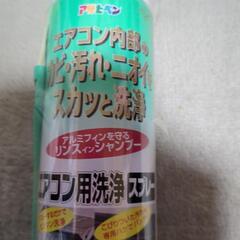 アサヒペン
エアコン内部の
カビ・汚れ・ニオイを
スカッと洗浄
アルミフィンを守る
リンスインシャンプー
エアコン用洗浄
スプレー